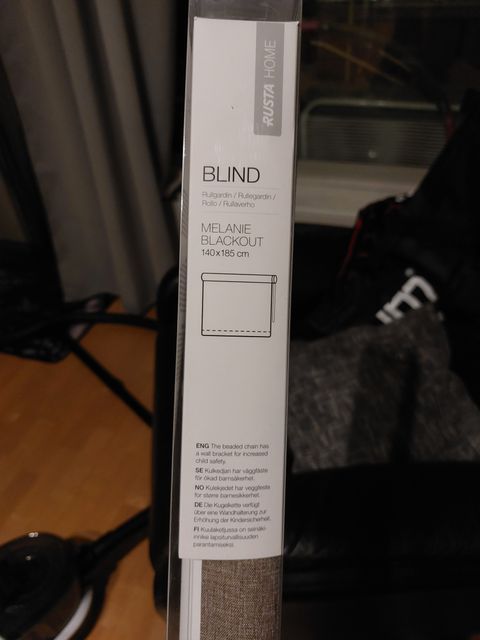 RUSTA HOME
BLIND
Rullgardin / Rullegardin /
Rollo / Rullaverho
MELANIE
BLACKOUT
140x185 cm
ENG The beaded chain has
a wall bracket for increased
child safety.
SE Kulkedjan har väggfäste
för ökad barnsäkerhet.
NO Kulekjedet har veggfeste
for større barnesikkerhet.
DE Die Kugelkette verfügt
über eine Wandhalterung zur
Erhöhung der Kindersicherheit.
FI Kuulaketjussa on seinäkiinnike
lapsiturvallisuuden
parantamiseksi.